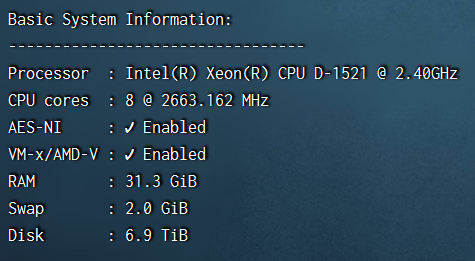 Basic System Information:
---------------------------------
Processor  : Intel(R) Xeon(R) CPU D-1521 @ 2.40GHz
CPU cores  : 8 @ 2663.162 MHz
AES-NI     : ✓ Enabled
VM-x/AMD-V : ✓ Enabled
RAM        : 31.3 GiB
Swap       : 2.0 GiB
Disk       : 6.9 TiB